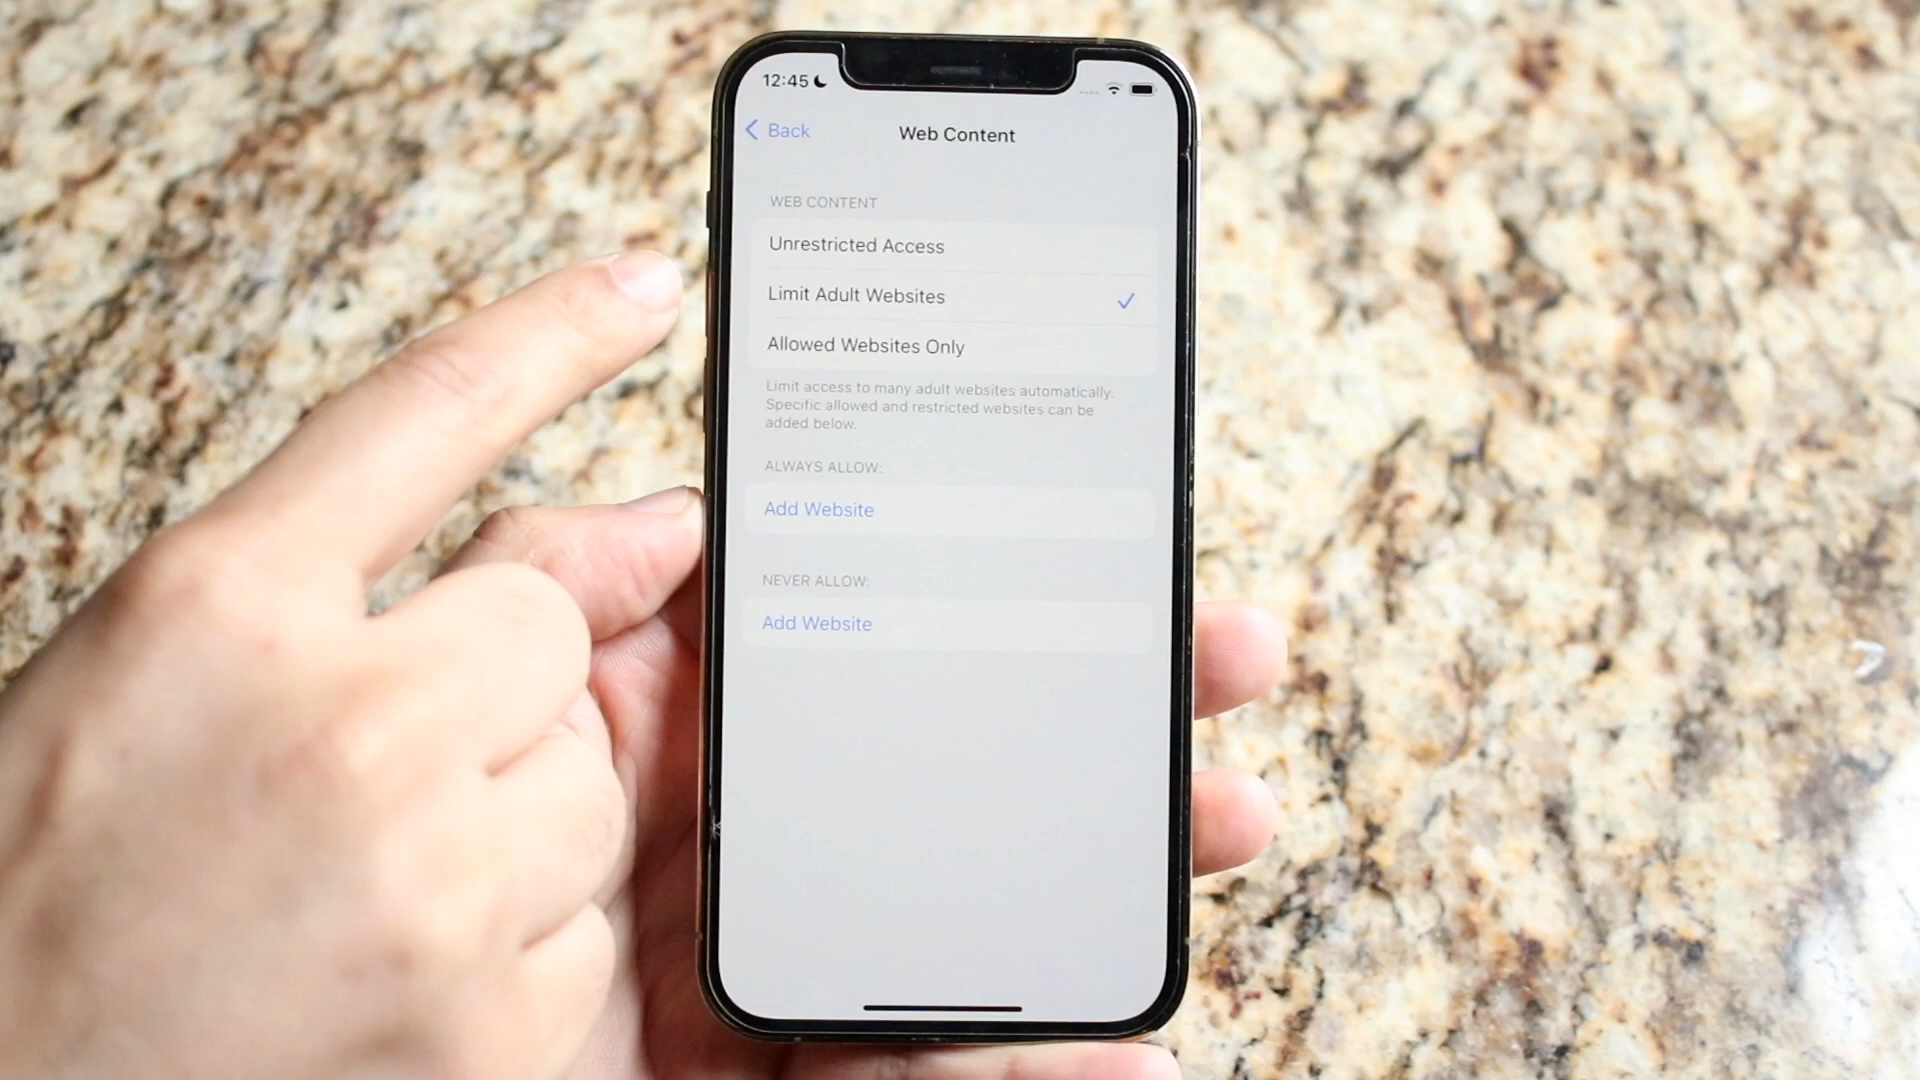 12:45
Back
Web Content
WEB CONTENT
Unrestricted Access
Limit Adult Websites
Allowed Websites Only
Limit access to many adult websites automatically.
Specific allowed and restricted websites can be
added below.
ALWAYS ALLOW:
Add Website
NEVER ALLOW:
Add Website